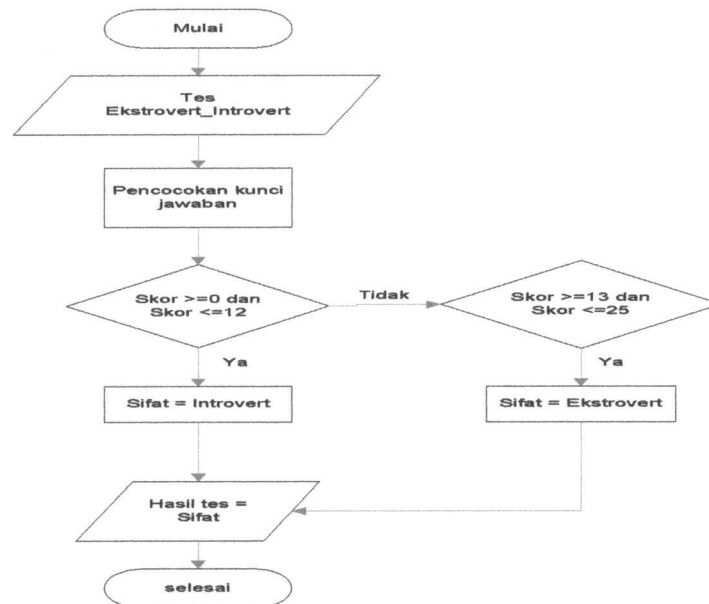 Mulai
Tes
Ekstrovert_Introvert
Pencocokan kunci
jawaban
Skor >=0 dan
Skor <=12
Tidak
Skor >=13 dan
Skor <=25
Ya
Ya
Sifat = Introvert
Sifat = Ekstrovert
Hasil tes =
Sifat
selesai